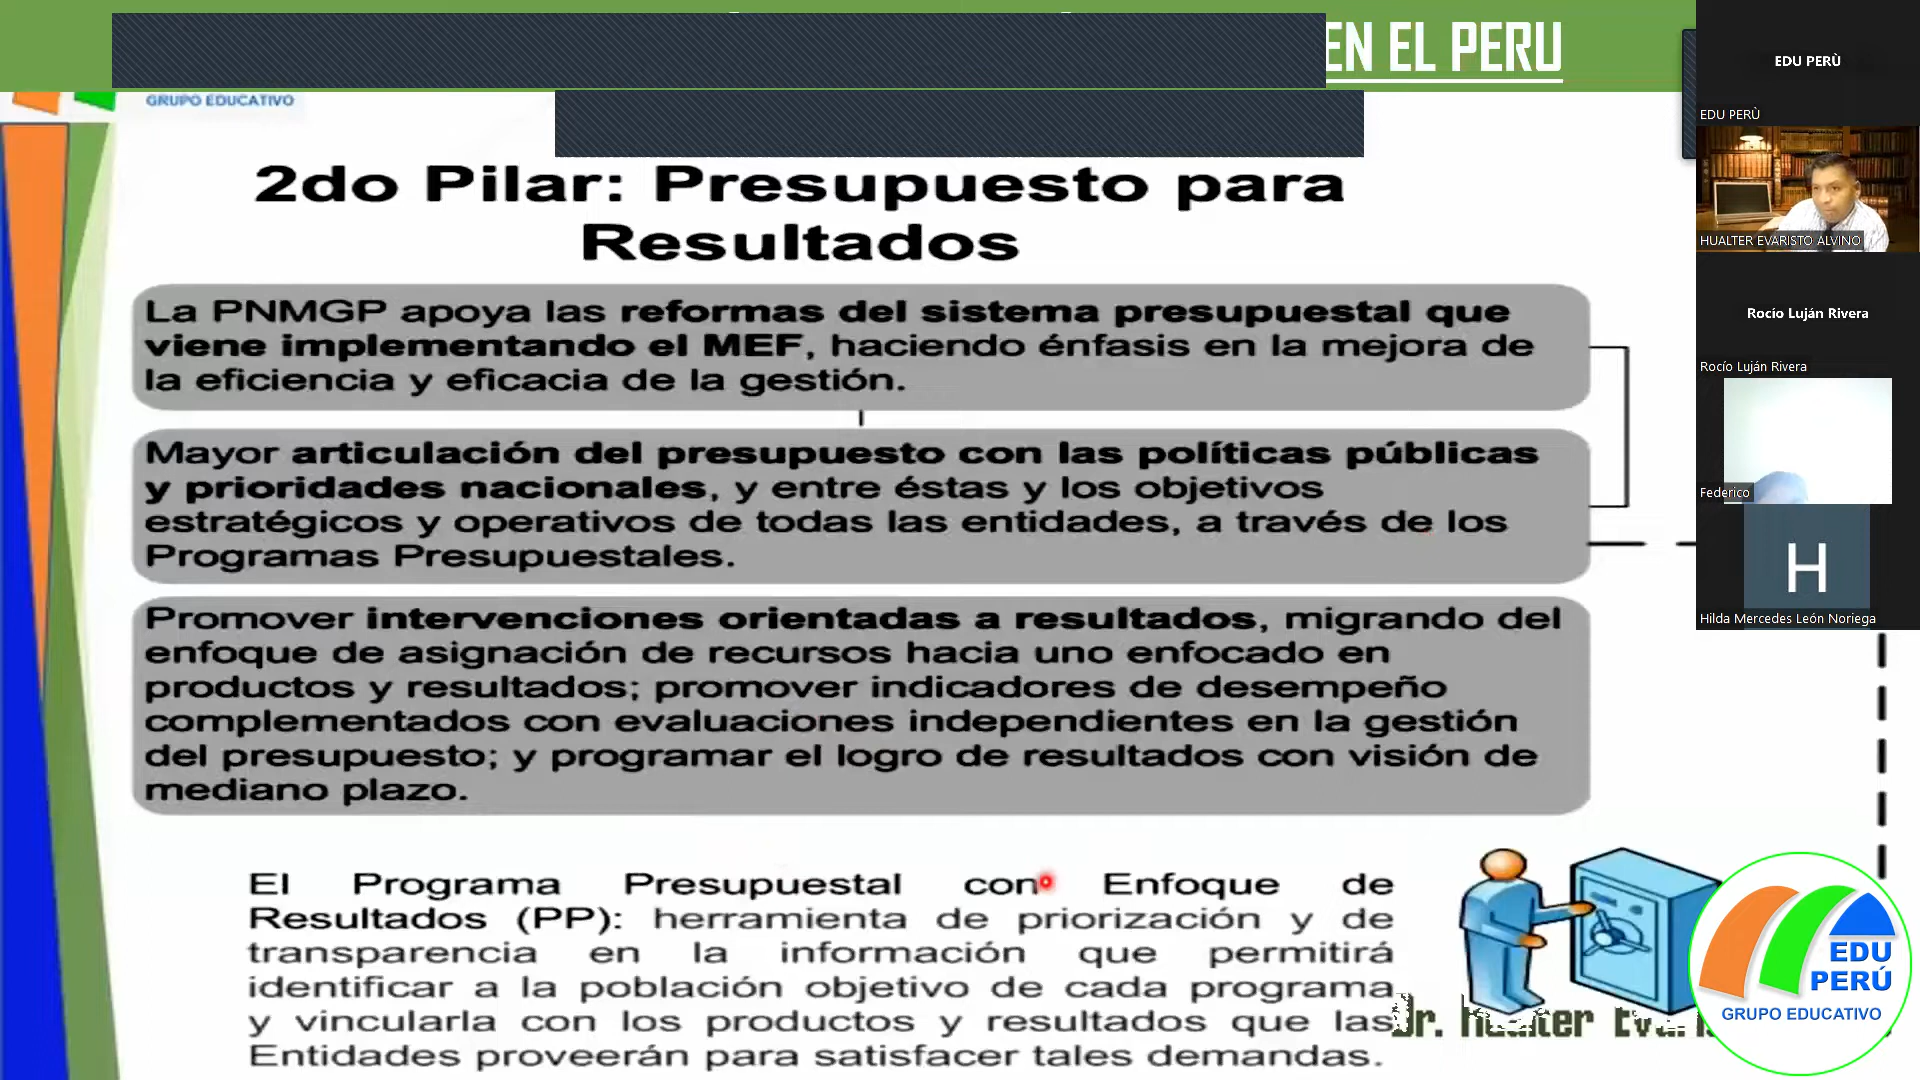 EN EL PERU
GRUPO EDUCATIVO
2do Pilar: Presupuesto para
Resultados
La PNMGP apoya las reformas del sistema presupuestal que
viene implementando el MEF, haciendo énfasis en la mejora de
la eficiencia y eficacia de la gestión.
Mayor articulación del presupuesto con las políticas públicas
y prioridades nacionales, y entre éstas y los objetivos
estratégicos y operativos de todas las entidades, a través de los
Programas Presupuestales.
Promover intervenciones orientadas a resultados, migrando del
enfoque de asignación de recursos hacia uno enfocado en
productos y resultados; promover indicadores de desempeño
complementados con evaluaciones independientes en la gestión
del presupuesto; y programar el logro de resultados con visión de
mediano plazo.
El Programa Presupuestal con Enfoque de
Resultados (PP): herramienta de priorización y de
transparencia en la información que permitirá
identificar a la población objetivo de cada programa
y vincularla con los productos y resultados que las
Entidades proveerán para satisfacer tales demandas.
Dr. Hualter
EDU
PERÚ
GRUPO EDUCATIVO
EDU PERÙ
EDU PERÙ
HUALTER EVARISTO ALVINO
Rocío Luján Rivera
Rocío Luján Rivera
Federico
H
Hilda Mercedes León Noriega